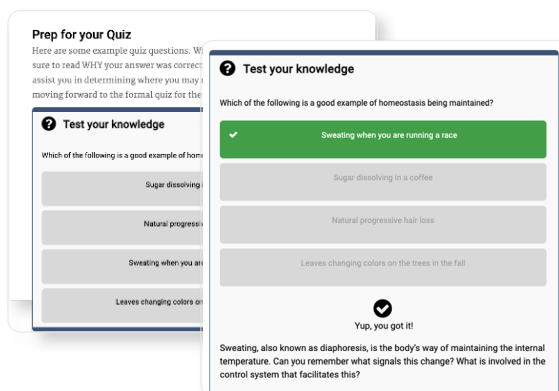 Prep for your Quiz
Here are some example quiz questions.
sure to read WHY your answer was correct
assist you in determining where you may
moving forward to the formal quiz for the
Test your knowledge
Which of the following is a good example of
Sugar dissolving
Natural
Sweating when you
Leaves changing colors
Test your knowledge
Which of the following is a good example of homeostasis being maintained?
Sweating when you are running a race
Sugar dissolving in a coffee
Natural progressive hair loss
Leaves changing colors on the trees in the fall
Yup, you got it!
Sweating, also known as diaphoresis, is the body's way of maintaining the internal
temperature. Can you remember what signals this change? What is involved in the
control system that facilitates this?